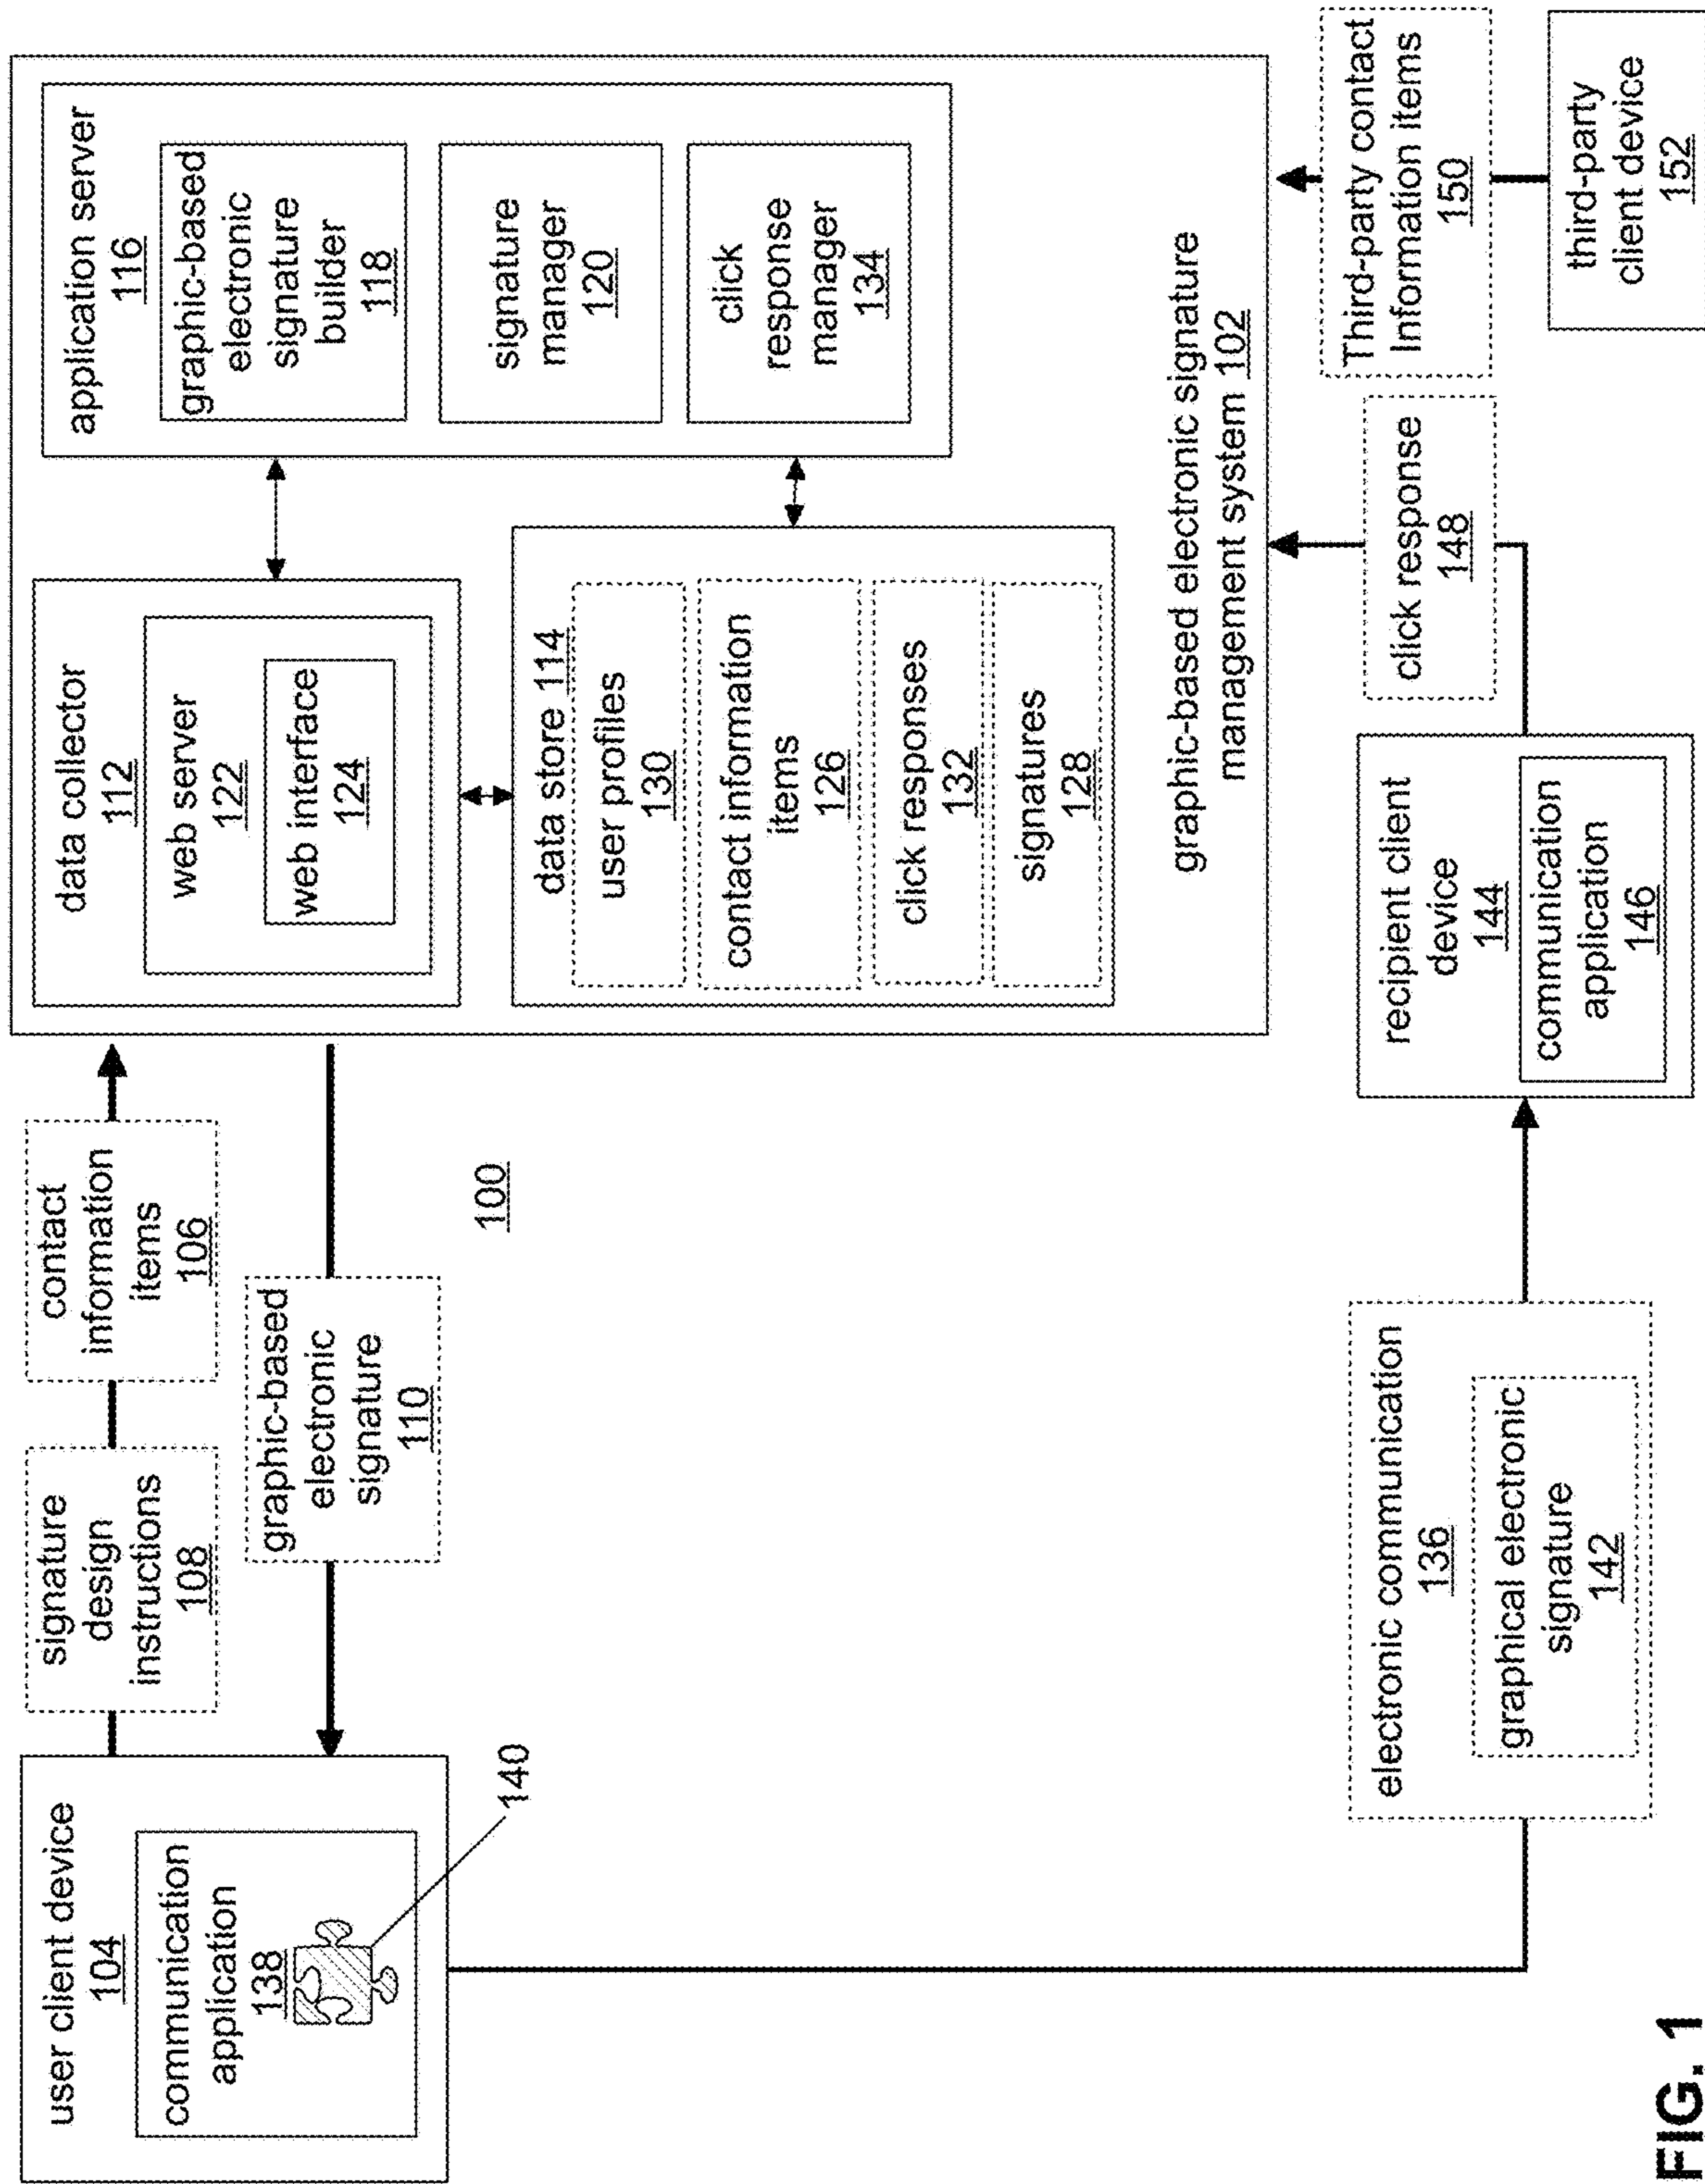 user client device
104
communication
application
138
140
signature
design
instructions
108
contact
information
items
106
graphic-based
electronic
signature
110
100
data collector
112
web server
122
web interface
124
application server
116
graphic-based
electronic
signature
builder
118
signature
manager
120
click
response
manager
134
data store 114
user profiles
130
contact information
items 126
click responses
132
signatures
128
graphic-based electronic signature
management system 102
electronic communication
136
graphical electronic
signature
142
recipient client
device
144
communication
application
146
click response
148
Third-party contact
Information items
150
third-party
client device
152
FIG. 1